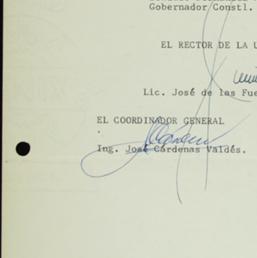 Gobernador Constl.
EL RECTOR DE LA U
Lic. José de las Fue
EL COORDINADOR GENERAL
Ing. José Cárdenas Valdés.